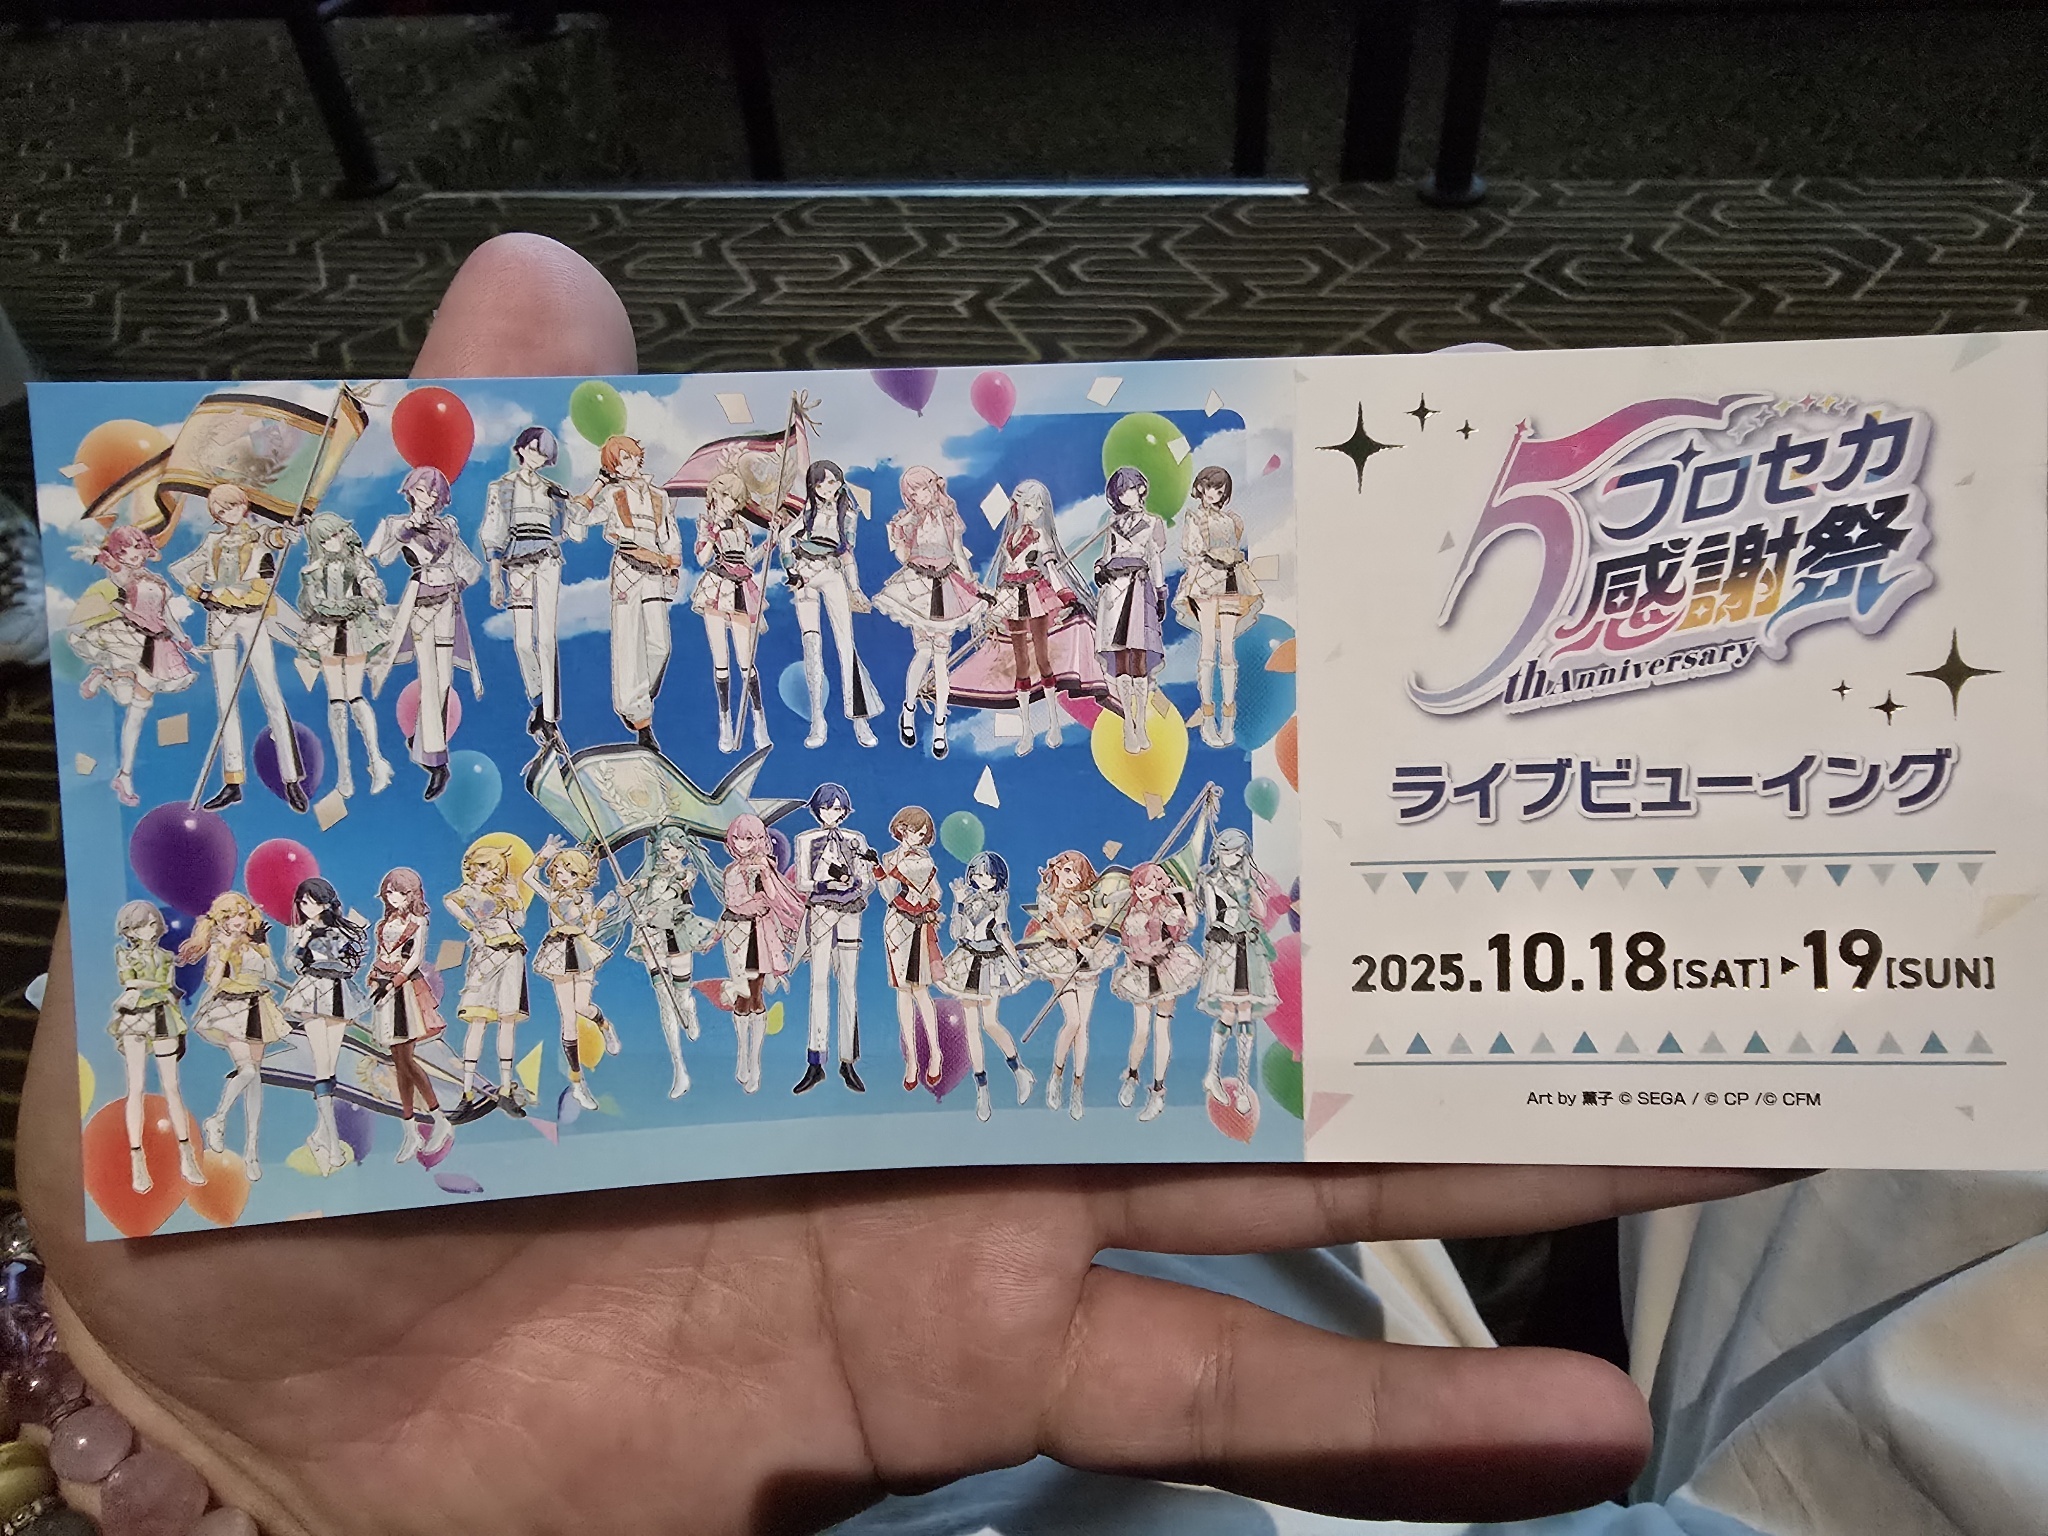 5
プロセカ
感謝祭
th Anniversary
ライブビューイング
2025.10.18[SAT]▶19[SUN]
Art by 薫子 © SEGA / © CP /© CFM